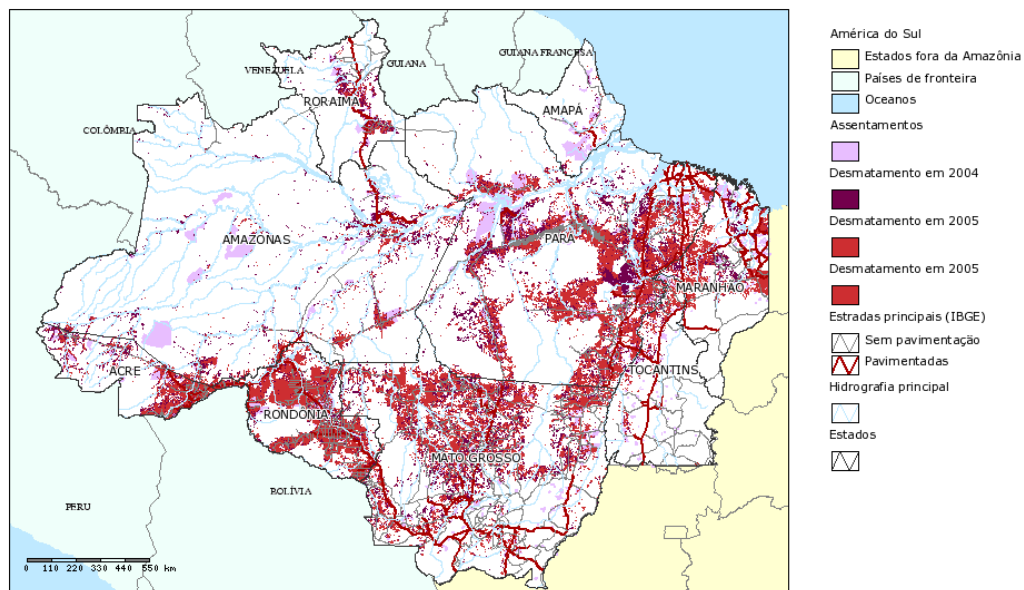 VENEZUELA
GUIANA
GUIANA FRANCESA
RORAIMA
AMAPÁ
COLÔMBIA
AMAZONAS
PARÁ
MARANHÃO
ACRE
TOCANTINS
RONDÔNIA
MATO GROSSO
BOLÍVIA
PERU
0 110 220 330 440 550 km
América do Sul
Estados fora da Amazônia
Países de fronteira
Oceanos
Assentamentos
Desmatamento em 2004
Desmatamento em 2005
Desmatamento em 2005
Estradas principais (IBGE)
Sem pavimentação
Pavimentadas
Hidrografia principal
Estados